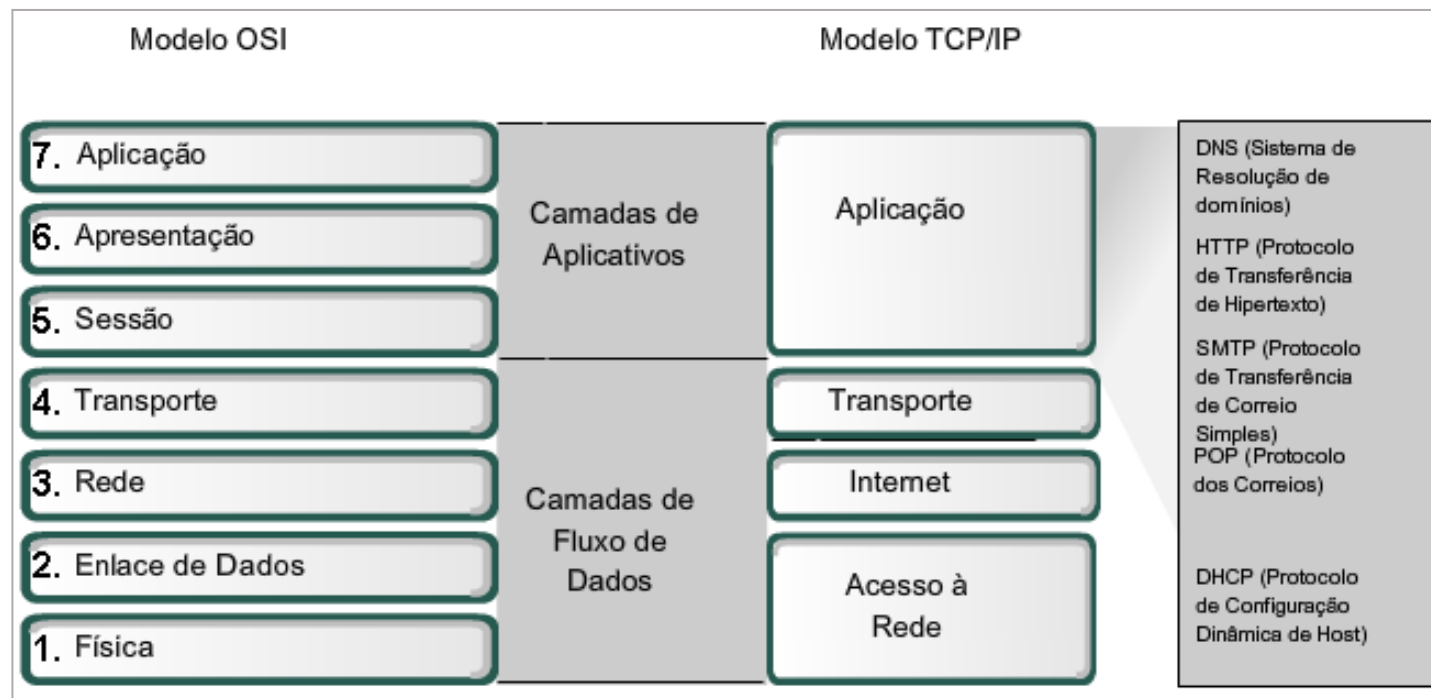 Modelo OSI
Modelo TCP/IP
7. Aplicação
6. Apresentação
5. Sessão
4. Transporte
3. Rede
2. Enlace de Dados
1. Física
Camadas de
Aplicativos
Camadas de
Fluxo de
Dados
Aplicação
Transporte
Internet
Acesso à
Rede
DNS (Sistema de
Resolução de
domínios)
HTTP (Protocolo
de Transferência
de Hipertexto)
SMTP (Protocolo
de Transferência
de Correio
Simples)
POP (Protocolo
dos Correios)
DHCP (Protocolo
de Configuração
Dinâmica de Host)